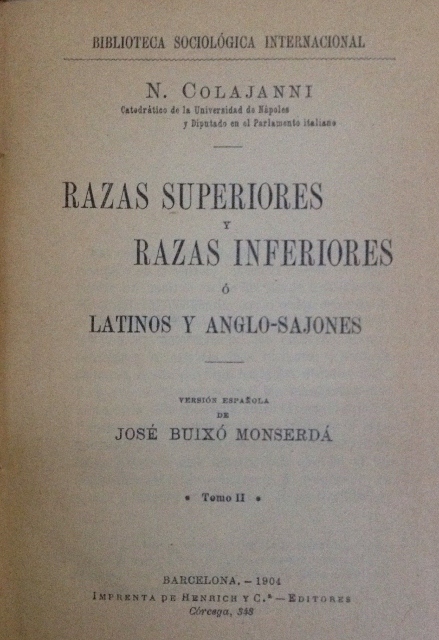 BIBLIOTECA SOCIOLÓGICA INTERNACIONAL
N. COLAJANNI
Catedrático de la Universidad de Nápoles
y Diputado en el Parlamento italiano
RAZAS SUPERIORES
Y
RAZAS INFERIORES
Ó
LATINOS Y ANGLO-SAJONES
VERSIÓN ESPAÑOLA
DE
JOSÉ BUIXÓ MONSERDÁ
• Tomo II •
BARCELONA. – 1904
IMPRENTA DE HENRICH Y C.ª – EDITORES
Córcega, 348